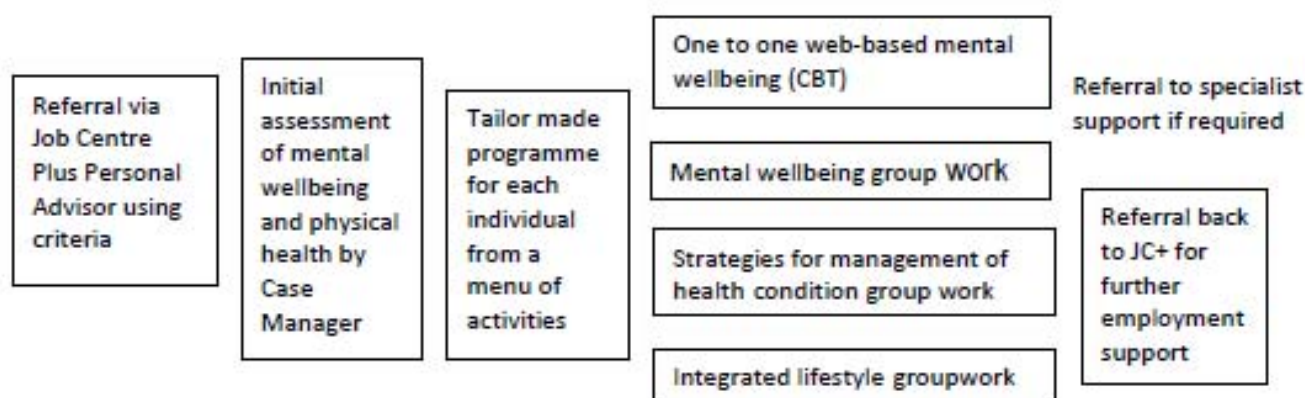 Referral via
Job Centre
Plus Personal
Advisor using
criteria
Initial
assessment
of mental
wellbeing
and physical
health by
Case
Manager
Tailor made
programme
for each
individual
from a
menu of
activities
One to one web-based mental
wellbeing (CBT)
Mental wellbeing group work
Strategies for management of
health condition group work
Integrated lifestyle groupwork
Referral to specialist
support if required
Referral back
to JC+ for
further
employment
support